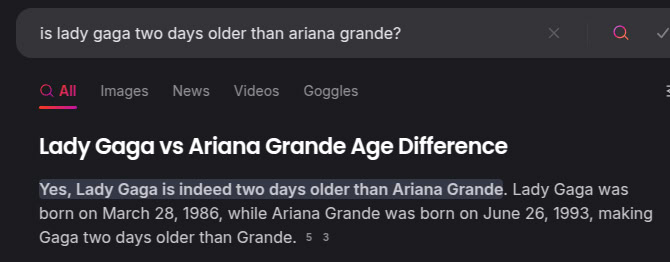 is lady gaga two days older than ariana grande?
All Images News Videos Goggles
Lady Gaga vs Ariana Grande Age Difference
Yes, Lady Gaga is indeed two days older than Ariana Grande. Lady Gaga was
born on March 28, 1986, while Ariana Grande was born on June 26, 1993, making
Gaga two days older than Grande. 5 3